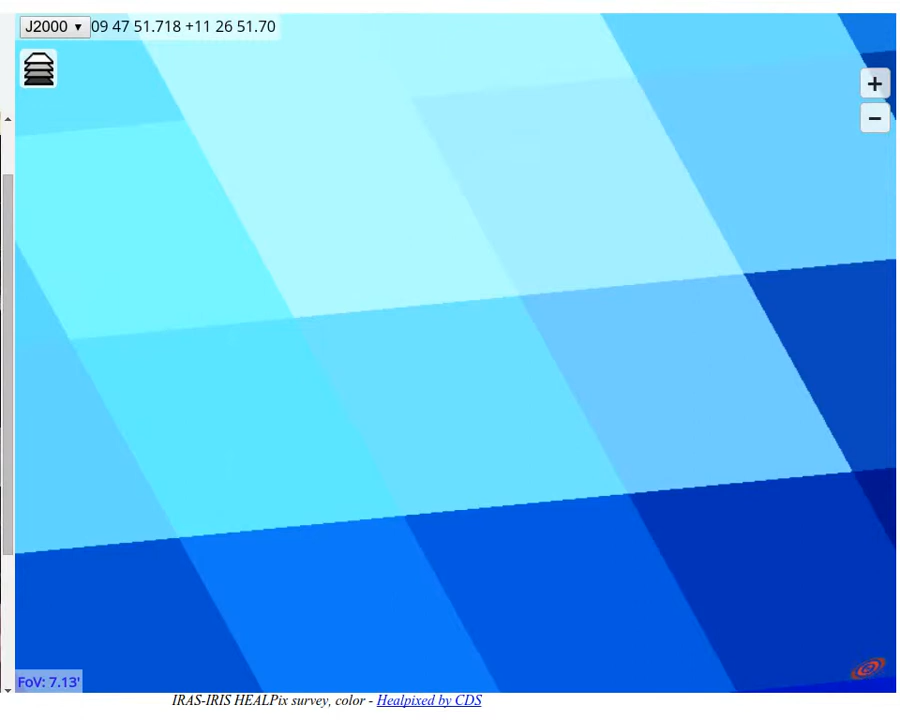 J2000 ▼ 09 47 51.718 +11 26 51.70
+
−
FoV: 7.13'
IRAS-IRIS HEALPix survey, color - Healpixed by CDS